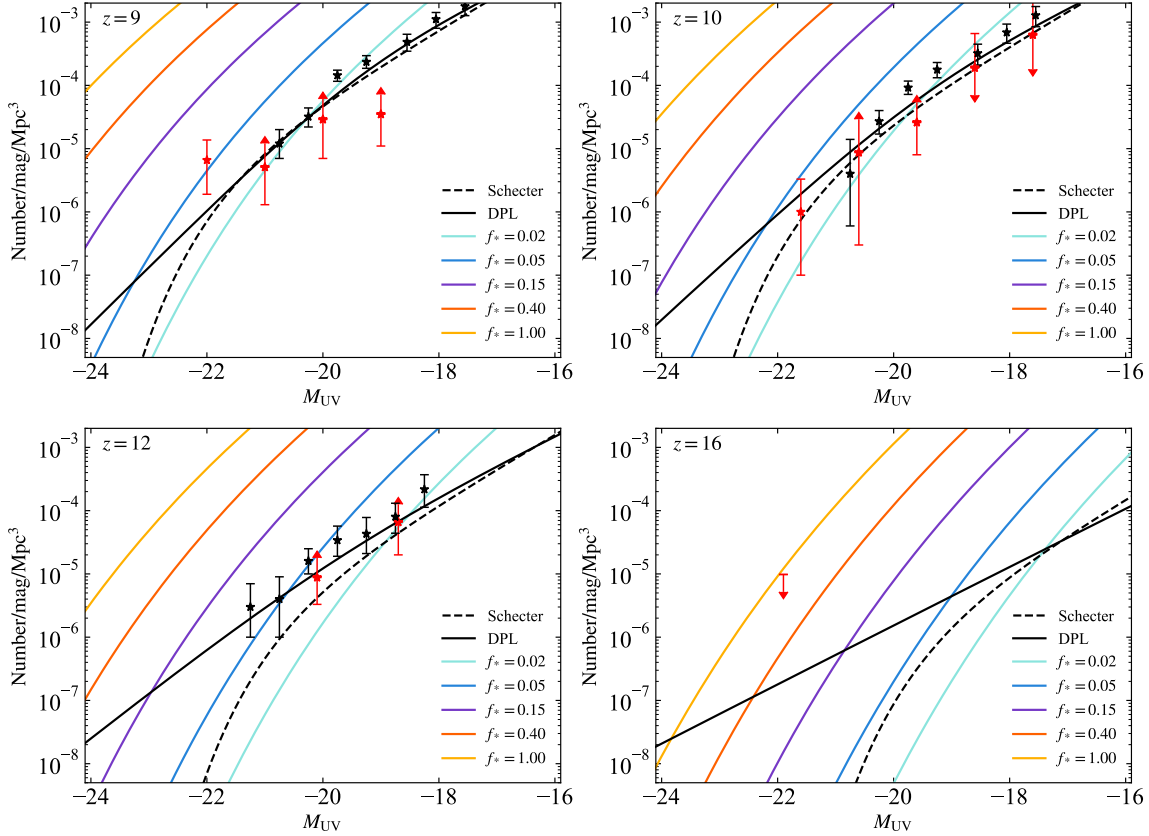 z=9
Number/mag/Mpc³
10⁻³
10⁻⁴
10⁻⁵
10⁻⁶
10⁻⁷
10⁻⁸
Schecter
DPL
f* = 0.02
f* = 0.05
f* = 0.15
f* = 0.40
f* = 1.00
−24 −22 −20 −18 −16
M_UV
z=10
Number/mag/Mpc³
10⁻³
10⁻⁴
10⁻⁵
10⁻⁶
10⁻⁷
10⁻⁸
Schecter
DPL
f* = 0.02
f* = 0.05
f* = 0.15
f* = 0.40
f* = 1.00
−24 −22 −20 −18 −16
M_UV
z=12
Number/mag/Mpc³
10⁻³
10⁻⁴
10⁻⁵
10⁻⁶
10⁻⁷
10⁻⁸
Schecter
DPL
f* = 0.02
f* = 0.05
f* = 0.15
f* = 0.40
f* = 1.00
−24 −22 −20 −18 −16
M_UV
z=16
Number/mag/Mpc³
10⁻³
10⁻⁴
10⁻⁵
10⁻⁶
10⁻⁷
10⁻⁸
Schecter
DPL
f* = 0.02
f* = 0.05
f* = 0.15
f* = 0.40
f* = 1.00
−24 −22 −20 −18 −16
M_UV